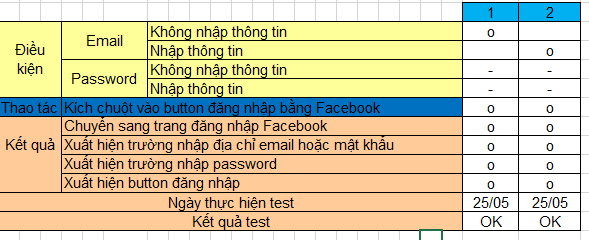 1 2
Điều kiện Email Không nhập thông tin o
Nhập thông tin o
Password Không nhập thông tin - -
Nhập thông tin - -
Thao tác Kích chuột vào button đăng nhập bằng Facebook o o
Kết quả Chuyển sang trang đăng nhập Facebook o o
Xuất hiện trường nhập địa chỉ email hoặc mật khẩu o o
Xuất hiện trường nhập password o o
Xuất hiện button đăng nhập o o
Ngày thực hiện test 25/05 25/05
Kết quả test OK OK